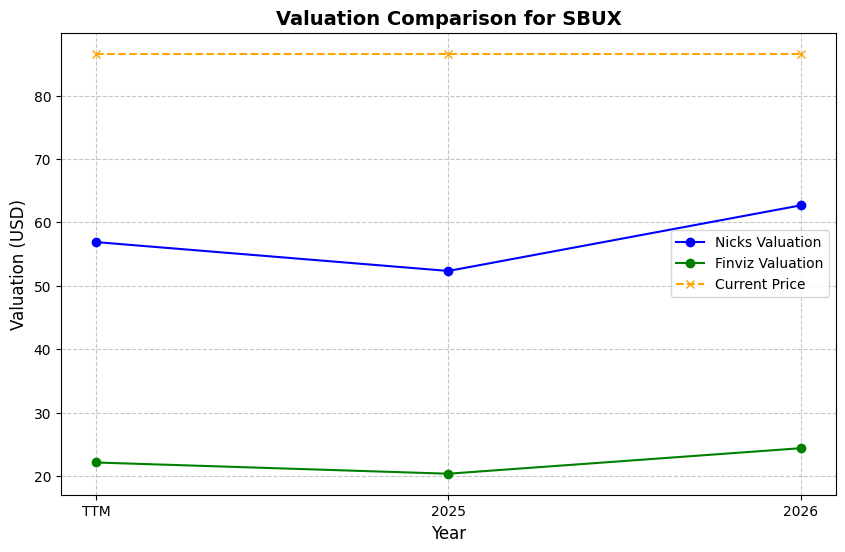 Valuation Comparison for SBUX
Valuation (USD)
80
70
60
50
40
30
20
Nicks Valuation
Finviz Valuation
Current Price
TTM 2025 2026
Year